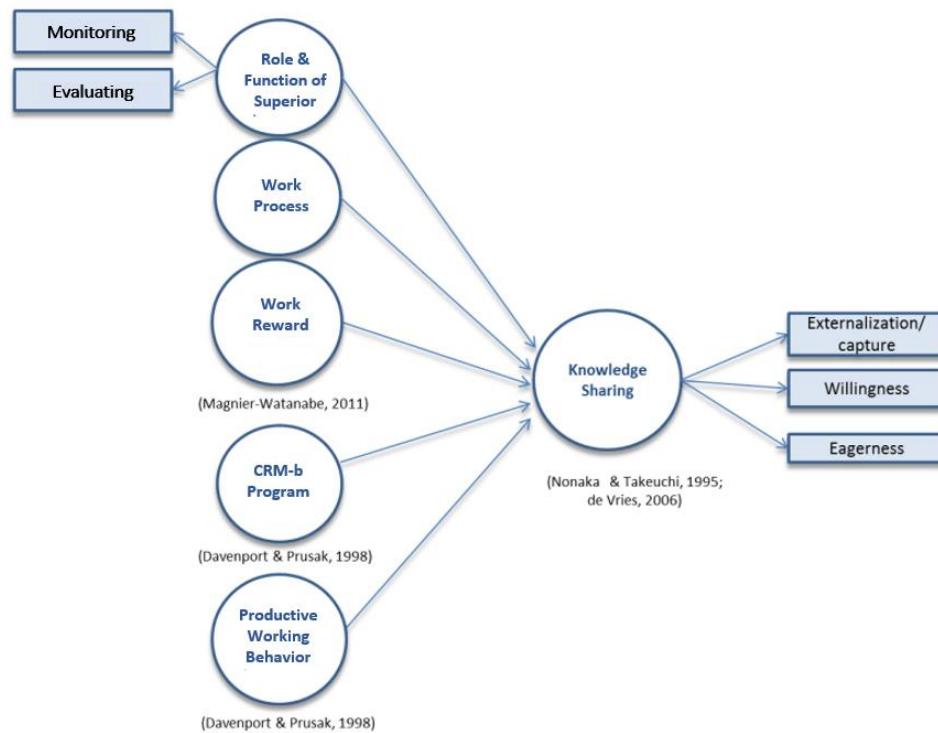 Monitoring
Evaluating
Role &
Function of
Superior
Work
Process
Work
Reward
(Magnier-Watanabe, 2011)
CRM-b
Program
(Davenport & Prusak, 1998)
Productive
Working
Behavior
(Davenport & Prusak, 1998)
Knowledge
Sharing
(Nonaka & Takeuchi, 1995;
de Vries, 2006)
Externalization/
capture
Willingness
Eagerness